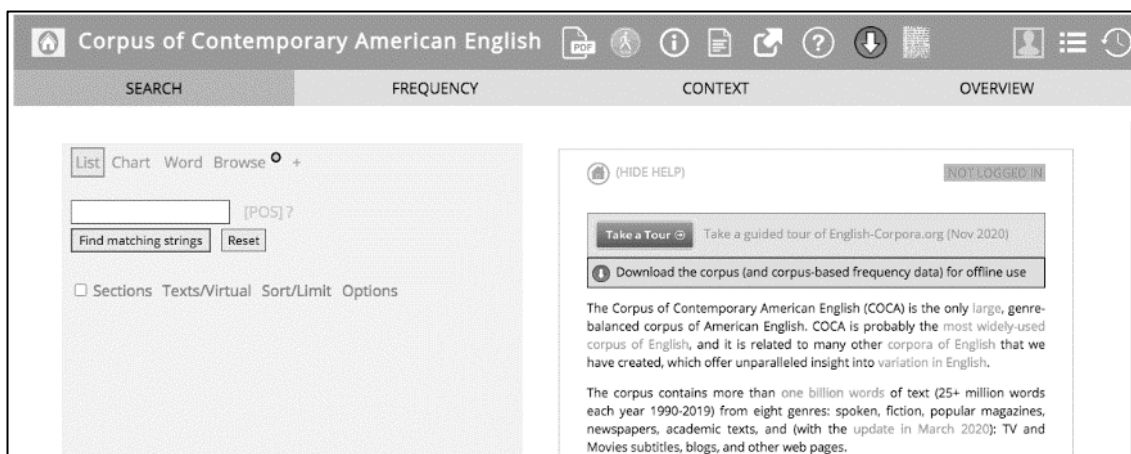 Corpus of Contemporary American English
PDF
SEARCH FREQUENCY CONTEXT OVERVIEW
List Chart Word Browse +
[POS] ?
Find matching strings Reset
Sections Texts/Virtual Sort/Limit Options
(HIDE HELP) NOT LOGGED IN
Take a Tour Take a guided tour of English-Corpora.org (Nov 2020)
Download the corpus (and corpus-based frequency data) for offline use
The Corpus of Contemporary American English (COCA) is the only large, genre-
balanced corpus of American English. COCA is probably the most widely-used
corpus of English, and it is related to many other corpora of English that we
have created, which offer unparalleled insight into variation in English.
The corpus contains more than one billion words of text (25+ million words
each year 1990-2019) from eight genres: spoken, fiction, popular magazines,
newspapers, academic texts, and (with the update in March 2020): TV and
Movies subtitles, blogs, and other web pages.